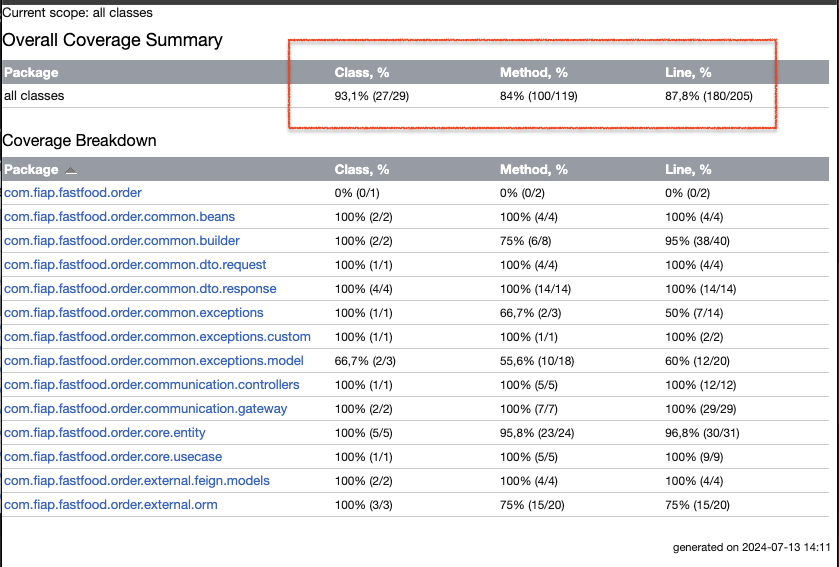 Current scope: all classes
Overall Coverage Summary
Package Class, % Method, % Line, %
all classes 93,1% (27/29) 84% (100/119) 87,8% (180/205)
Coverage Breakdown
Package Class, % Method, % Line, %
com.fiap.fastfood.order 0% (0/1) 0% (0/2) 0% (0/2)
com.fiap.fastfood.order.common.beans 100% (2/2) 100% (4/4) 100% (4/4)
com.fiap.fastfood.order.common.builder 100% (2/2) 75% (6/8) 95% (38/40)
com.fiap.fastfood.order.common.dto.request 100% (1/1) 100% (4/4) 100% (4/4)
com.fiap.fastfood.order.common.dto.response 100% (4/4) 100% (14/14) 100% (14/14)
com.fiap.fastfood.order.common.exceptions 100% (1/1) 66,7% (2/3) 50% (7/14)
com.fiap.fastfood.order.common.exceptions.custom 100% (1/1) 100% (1/1) 100% (2/2)
com.fiap.fastfood.order.common.exceptions.model 66,7% (2/3) 55,6% (10/18) 60% (12/20)
com.fiap.fastfood.order.communication.controllers 100% (1/1) 100% (5/5) 100% (12/12)
com.fiap.fastfood.order.communication.gateway 100% (2/2) 100% (7/7) 100% (29/29)
com.fiap.fastfood.order.core.entity 100% (5/5) 95,8% (23/24) 96,8% (30/31)
com.fiap.fastfood.order.core.usecase 100% (1/1) 100% (5/5) 100% (9/9)
com.fiap.fastfood.order.external.feign.models 100% (2/2) 100% (4/4) 100% (4/4)
com.fiap.fastfood.order.external.orm 100% (3/3) 75% (15/20) 75% (15/20)
generated on 2024-07-13 14:11